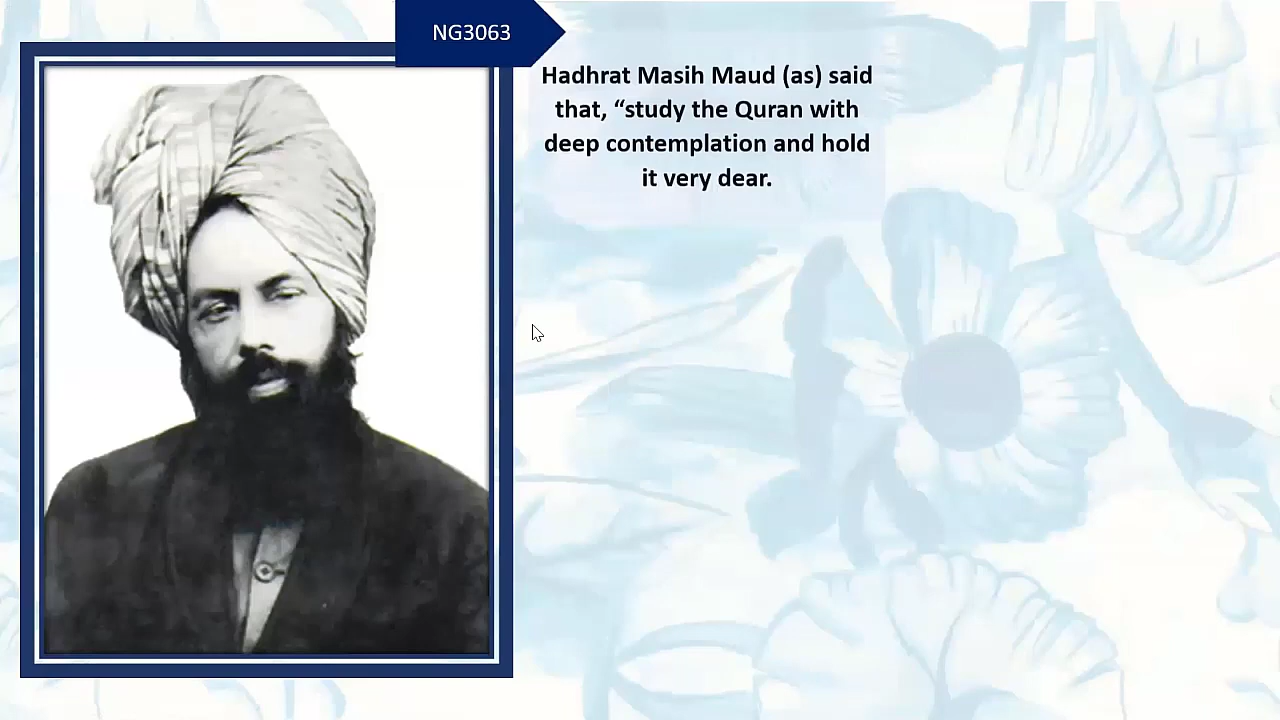 NG3063
Hadhrat Masih Maud (as) said
that, “study the Quran with
deep contemplation and hold
it very dear.